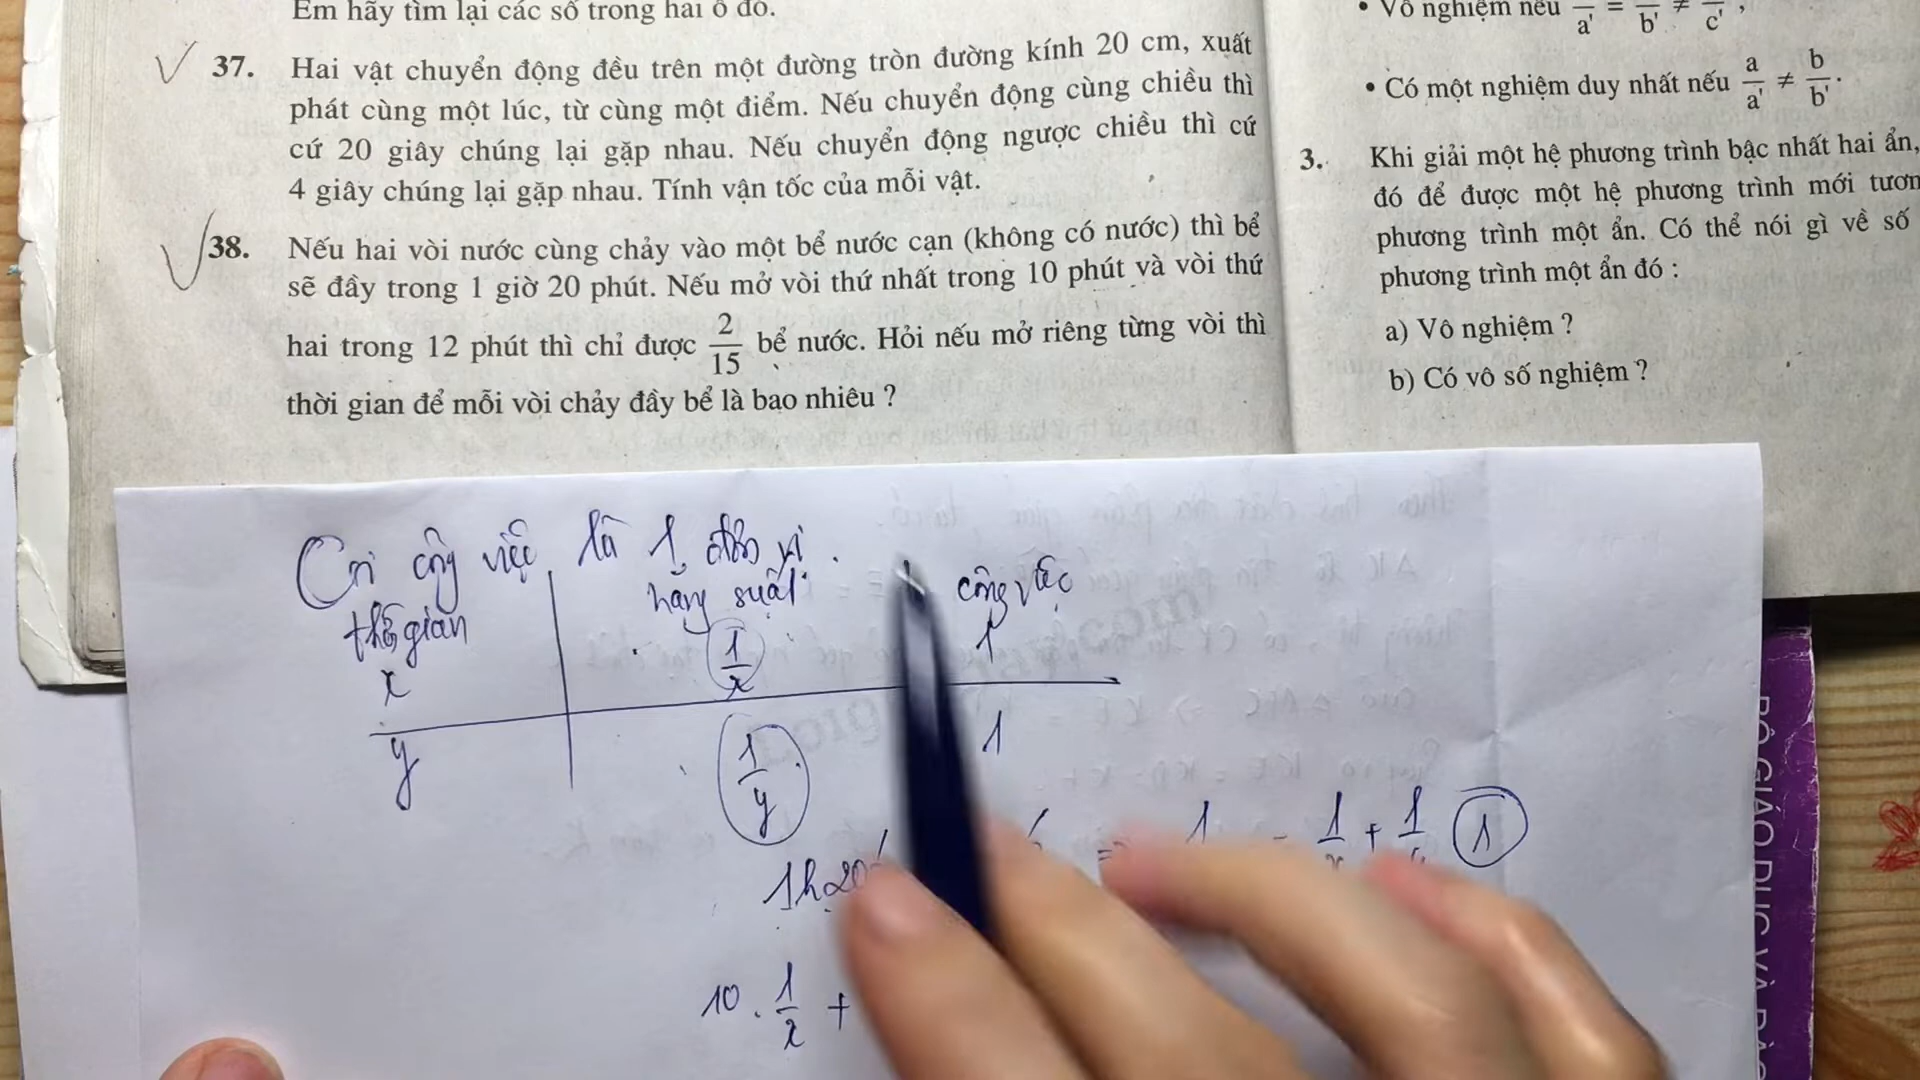 Em hãy tìm lại các số trong hai ô đó.
37. Hai vật chuyển động đều trên một đường tròn đường kính 20 cm, xuất
phát cùng một lúc, từ cùng một điểm. Nếu chuyển động cùng chiều thì
cứ 20 giây chúng lại gặp nhau. Nếu chuyển động ngược chiều thì cứ
4 giây chúng lại gặp nhau. Tính vận tốc của mỗi vật.
38. Nếu hai vòi nước cùng chảy vào một bể nước cạn (không có nước) thì bể
sẽ đầy trong 1 giờ 20 phút. Nếu mở vòi thứ nhất trong 10 phút và vòi thứ
hai trong 12 phút thì chỉ được 2/15 bể nước. Hỏi nếu mở riêng từng vòi thì
thời gian để mỗi vòi chảy đầy bể là bao nhiêu ?
• Vô nghiệm nếu a/a' = b/b' ≠ c/c' ,
• Có một nghiệm duy nhất nếu a/a' ≠ b/b'.
3. Khi giải một hệ phương trình bậc nhất hai ẩn,
đó để được một hệ phương trình mới tươn
phương trình một ẩn. Có thể nói gì về số
phương trình một ẩn đó :
a) Vô nghiệm ?
b) Có vô số nghiệm ?
Coi công việc là 1 đơn vị.
thời gian năng suất công việc
x 1/x 1
y 1/y 1
1h20'
1/x + 1 1
10 . 1/x +
BỘ GIÁO DỤC VÀ ĐÀO